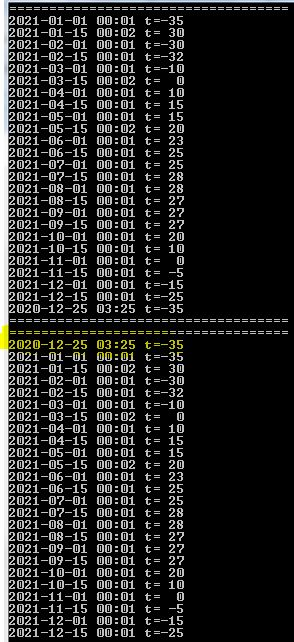 ===================================
2021-01-01 00:01 t=-35
2021-01-15 00:02 t= 30
2021-02-01 00:01 t=-30
2021-02-15 00:01 t=-32
2021-03-01 00:01 t=-10
2021-03-15 00:02 t=  0
2021-04-01 00:01 t= 10
2021-04-15 00:01 t= 15
2021-05-01 00:01 t= 15
2021-05-15 00:02 t= 20
2021-06-01 00:01 t= 23
2021-06-15 00:01 t= 25
2021-07-01 00:01 t= 25
2021-07-15 00:01 t= 28
2021-08-01 00:01 t= 28
2021-08-15 00:01 t= 27
2021-09-01 00:01 t= 27
2021-09-15 00:01 t= 27
2021-10-01 00:01 t= 20
2021-10-15 00:01 t= 10
2021-11-01 00:01 t=  0
2021-11-15 00:01 t= -5
2021-12-01 00:01 t=-15
2021-12-15 00:01 t=-25
2020-12-25 03:25 t=-35
===================================
===================================
2020-12-25 03:25 t=-35
2021-01-01 00:01 t=-35
2021-01-15 00:02 t= 30
2021-02-01 00:01 t=-30
2021-02-15 00:01 t=-32
2021-03-01 00:01 t=-10
2021-03-15 00:02 t=  0
2021-04-01 00:01 t= 10
2021-04-15 00:01 t= 15
2021-05-01 00:01 t= 15
2021-05-15 00:02 t= 20
2021-06-01 00:01 t= 23
2021-06-15 00:01 t= 25
2021-07-01 00:01 t= 25
2021-07-15 00:01 t= 28
2021-08-01 00:01 t= 28
2021-08-15 00:01 t= 27
2021-09-01 00:01 t= 27
2021-09-15 00:01 t= 27
2021-10-01 00:01 t= 20
2021-10-15 00:01 t= 10
2021-11-01 00:01 t=  0
2021-11-15 00:01 t= -5
2021-12-01 00:01 t=-15
2021-12-15 00:01 t=-25